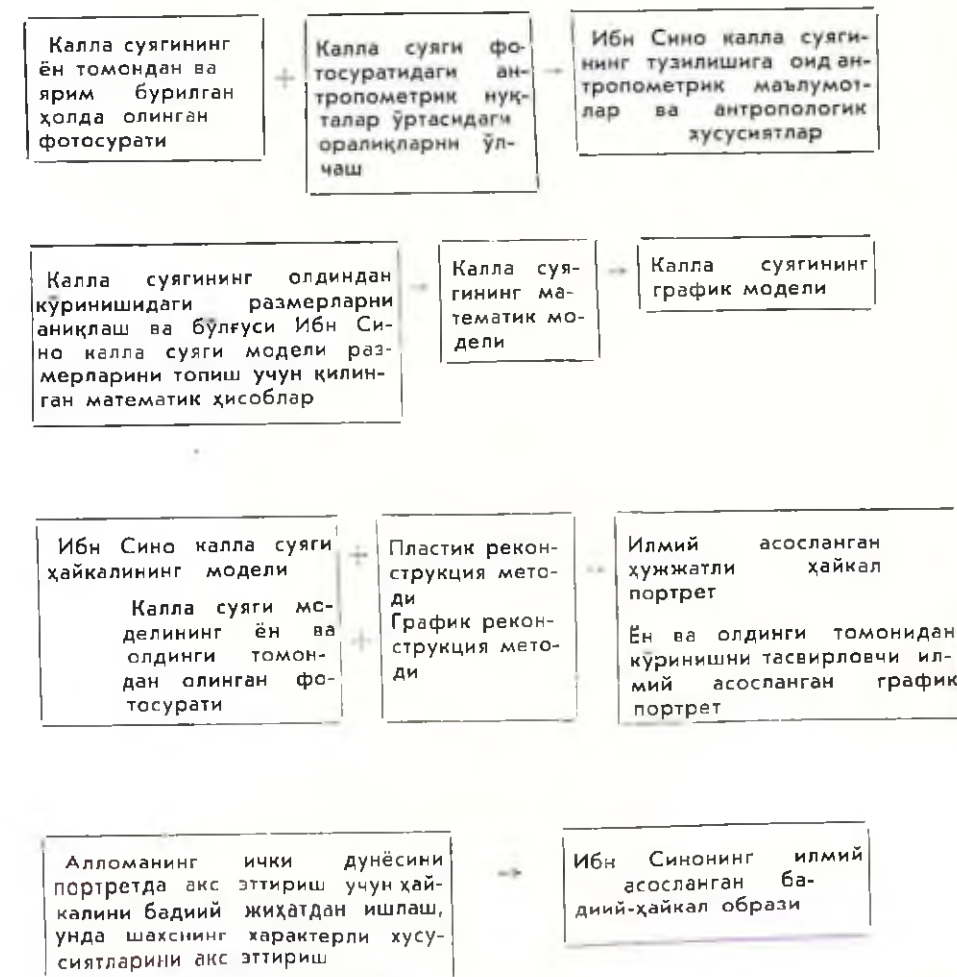 Калла суягининг
ён томондан ва
ярим бурилган
ҳолда олинган
фотосурати
+
Калла суяги фо-
тосуратидаги ан-
тропометрик нуқ-
талар ўртасидаги
оралиқларни ўл-
чаш
→
Ибн Сино калла суяги-
нинг тузилишига оид ан-
тропометрик маълумот-
лар ва антропологик
хусусиятлар
Калла суягининг олдиндан
кўринишидаги размерларни
аниқлаш ва бўлғуси Ибн Си-
но калла суяги модели раз-
мерларини топиш учун қилин-
ган математик ҳисоблар
→
Калла суя-
гининг ма-
тематик мо-
дели
→
Калла суягининг
график модели
Ибн Сино калла суяги
ҳайкалининг модели
Калла суяги мо-
делининг ён ва
олдинги томон-
дан олинган фо-
тосурати
+
+
Пластик рекон-
струкция мето-
ди
График рекон-
струкция мето-
ди
→
Илмий асосланган
ҳужжатли ҳайкал
портрет
Ён ва олдинги томонидан
кўринишни тасвирловчи ил-
мий асосланган график
портрет
Алломанинг ички дунёсини
портретда акс эттириш учун ҳай-
калини бадиий жиҳатдан ишлаш,
унда шахснинг характерли хусу-
сиятларини акс эттириш
→
Ибн Синонинг илмий
асосланган ба-
диий-ҳайкал образи